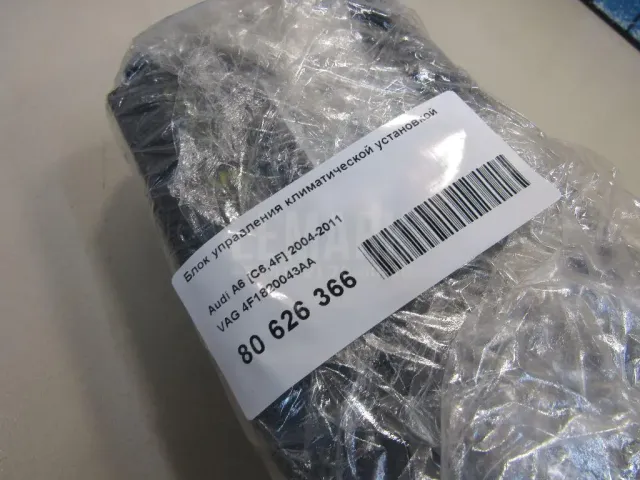 Блок управления климатической установкой
Audi A6 [C6,4F] 2004-2011
VAG 4F1820043AA
80 626 366